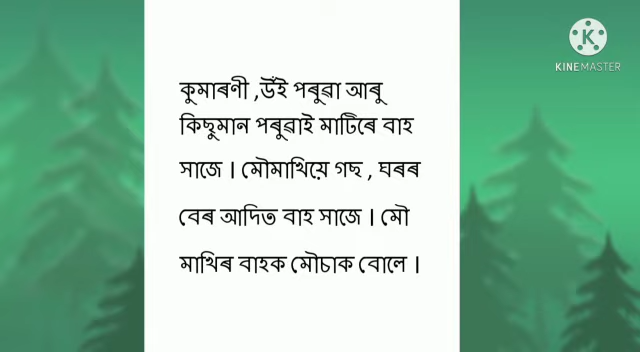 কুমাৰণী ,উঁই পৰুৱা আৰু
কিছুমান পৰুৱাই মাটিৰে বাহ
সাজে । মৌমাখিয়ে গছ , ঘৰৰ
বেৰ আদিত বাহ সাজে । মৌ
মাখিৰ বাহক মৌচাক বোলে ।
K
KINEMASTER